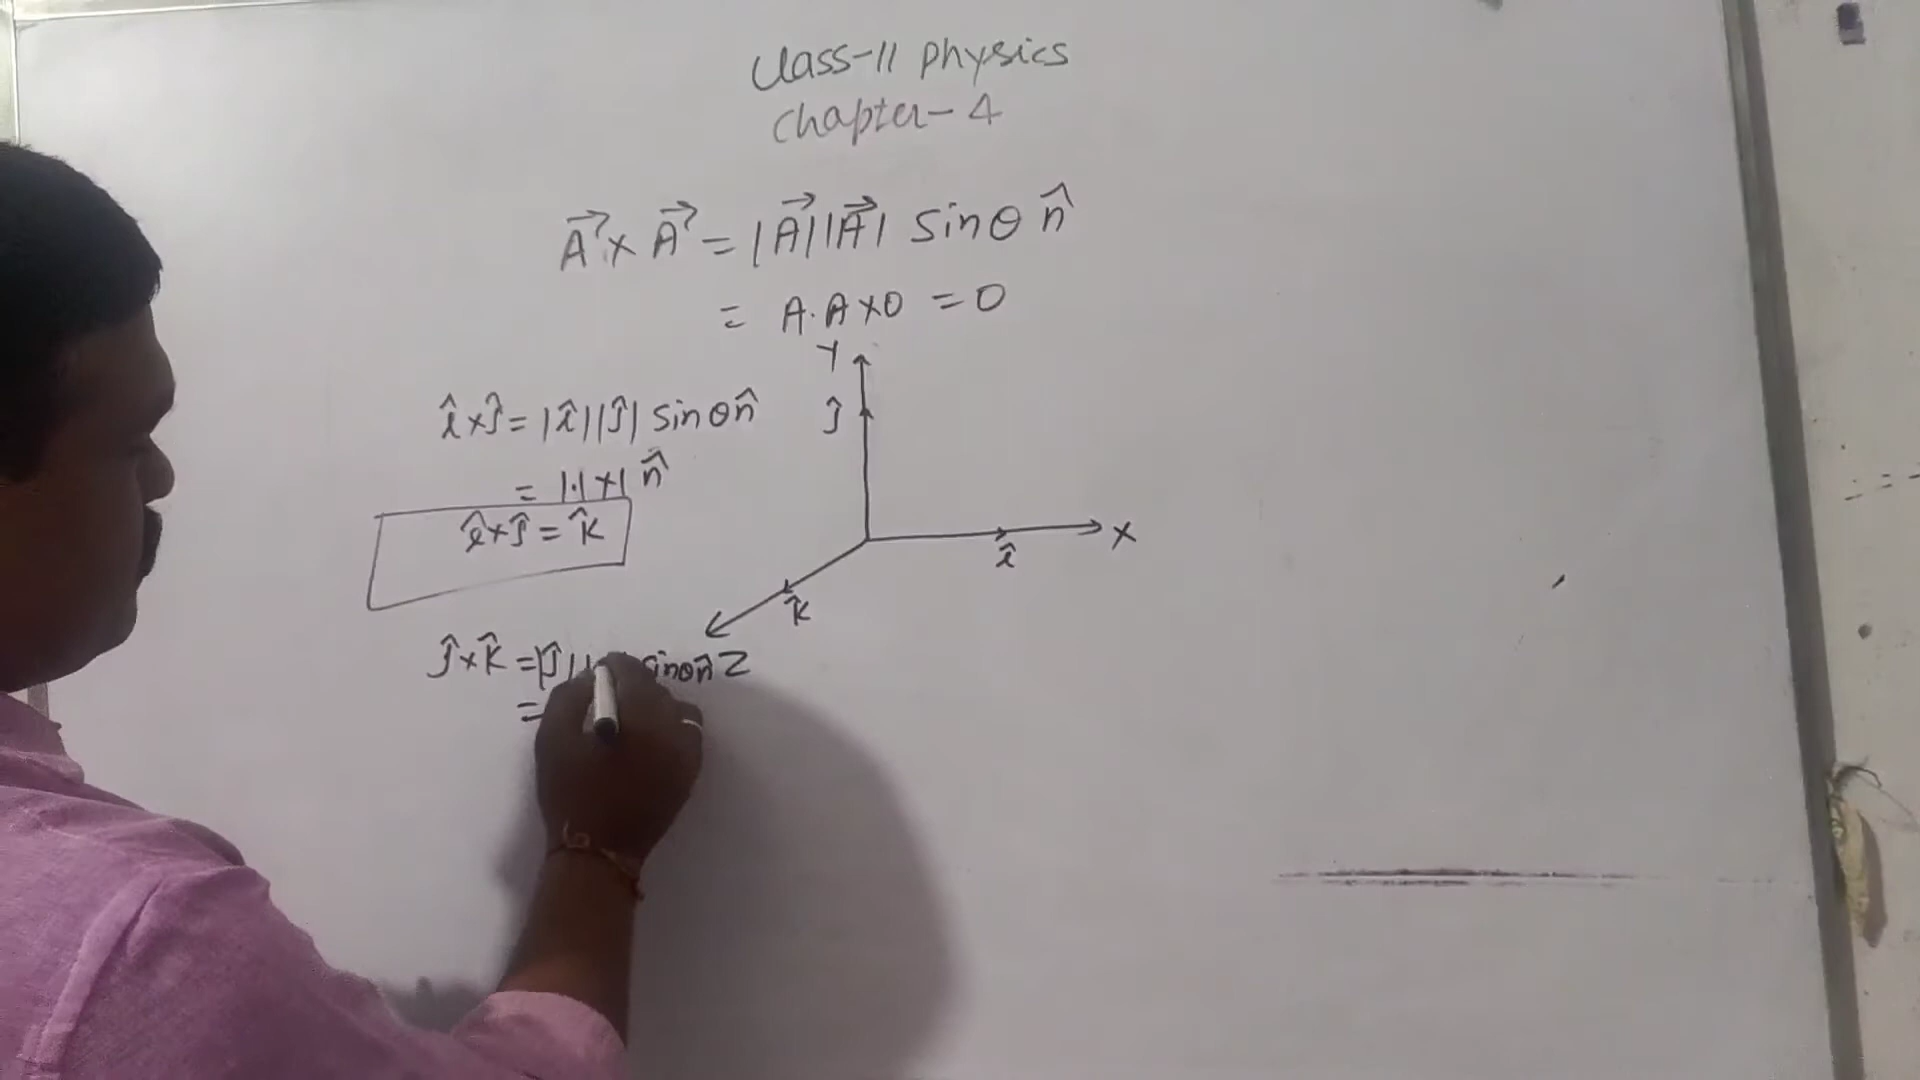 Class-11 Physics
Chapter-4
A⃗ × A⃗ = |A⃗||A⃗| Sinθ n̂
= A.A×0 = 0
Y
î×ĵ = |î||ĵ| Sinθ n̂
ĵ
= 1.1×1 n̂
î×ĵ = k̂
X
î
k̂
ĵ×k̂ = |ĵ|| sinθ n̂
Z
=